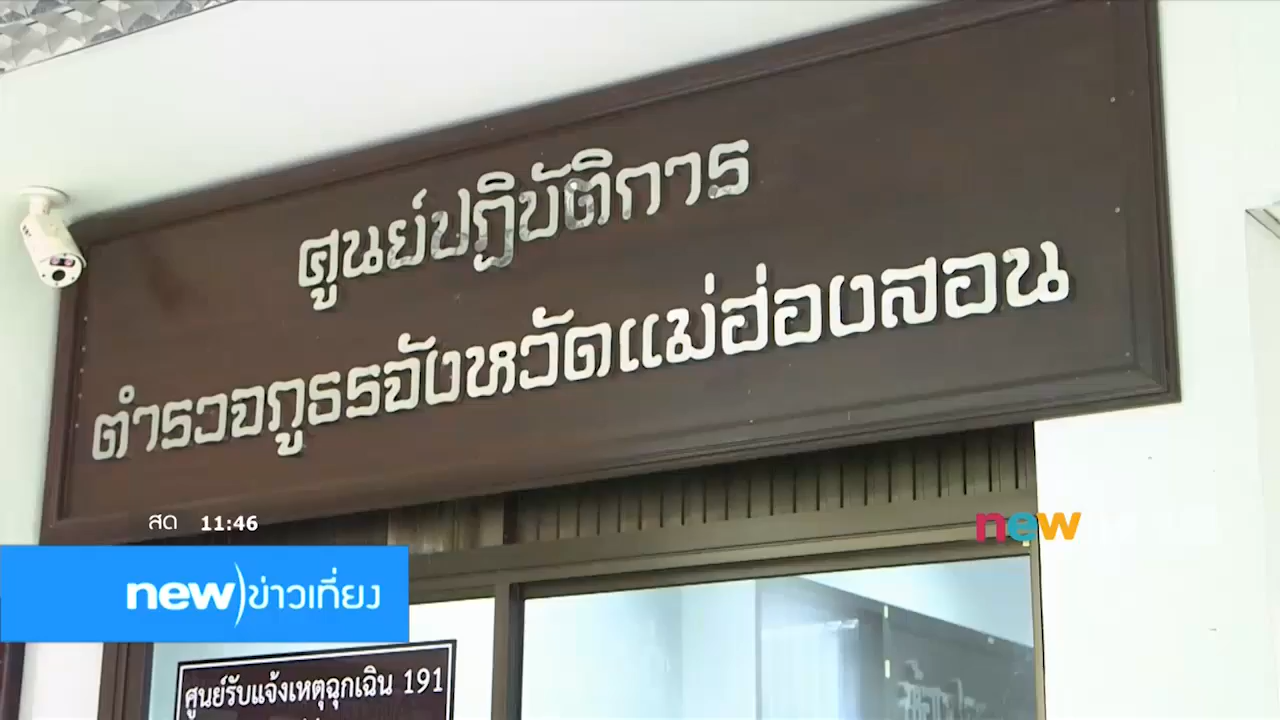 ศูนย์ปฏิบัติการ
ตำรวจภูธรจังหวัดแม่ฮ่องสอน
สด 11:46
new
new)ข่าวเที่ยง
ศูนย์รับแจ้งเหตุฉุกเฉิน 191